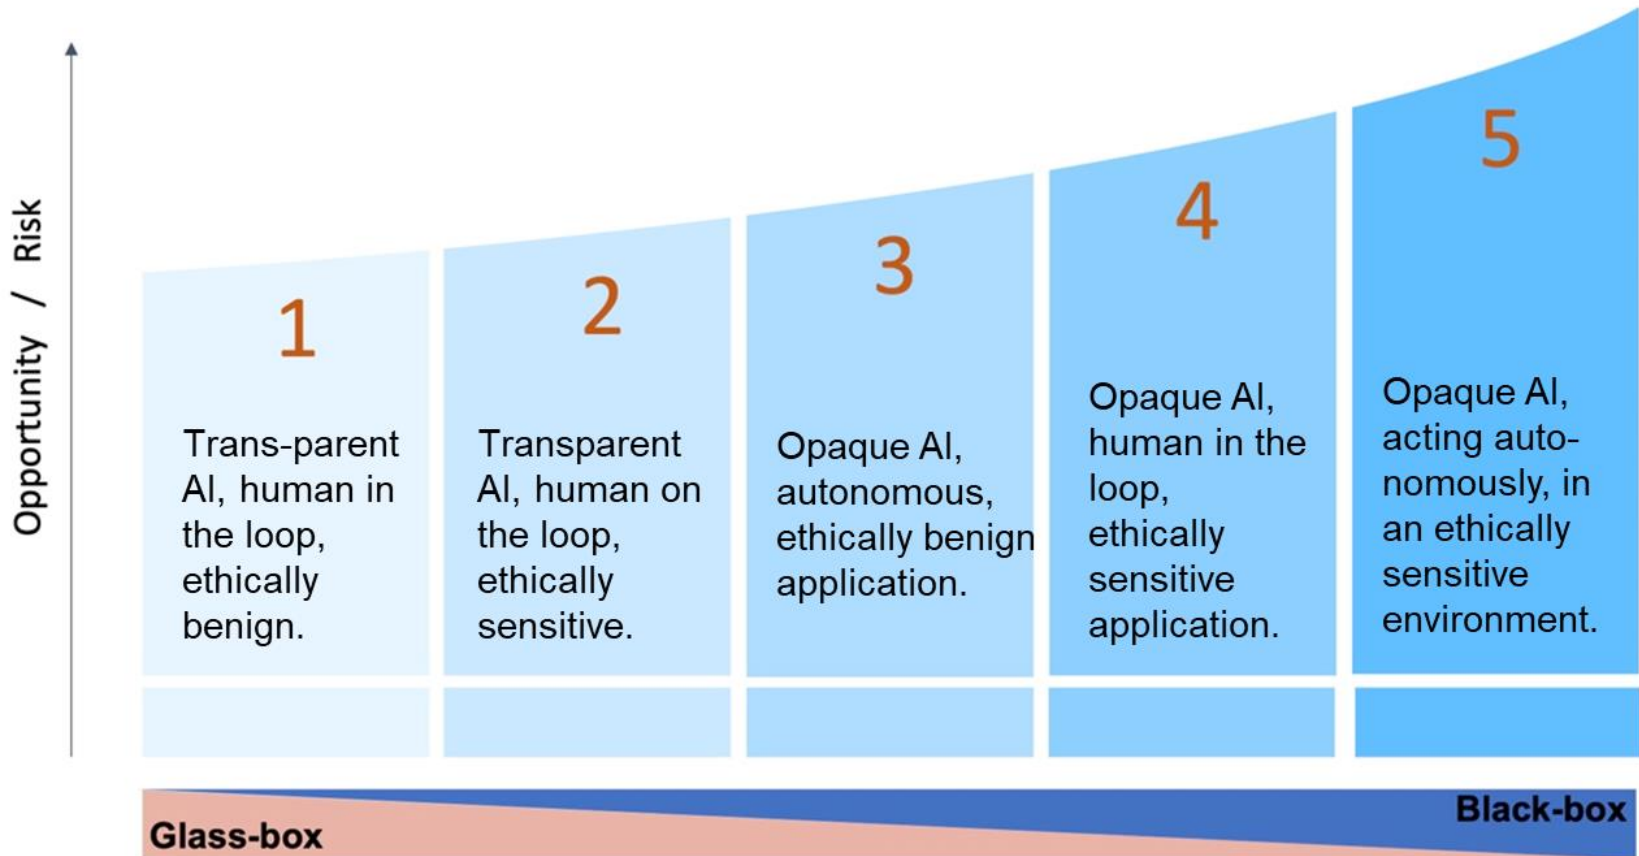 Opportunity / Risk
1
Trans-parent
AI, human in
the loop,
ethically
benign.
2
Transparent
AI, human on
the loop,
ethically
sensitive.
3
Opaque AI,
autonomous,
ethically benign
application.
4
Opaque AI,
human in the
loop,
ethically
sensitive
application.
5
Opaque AI,
acting auto-
nomously, in
an ethically
sensitive
environment.
Glass-box
Black-box